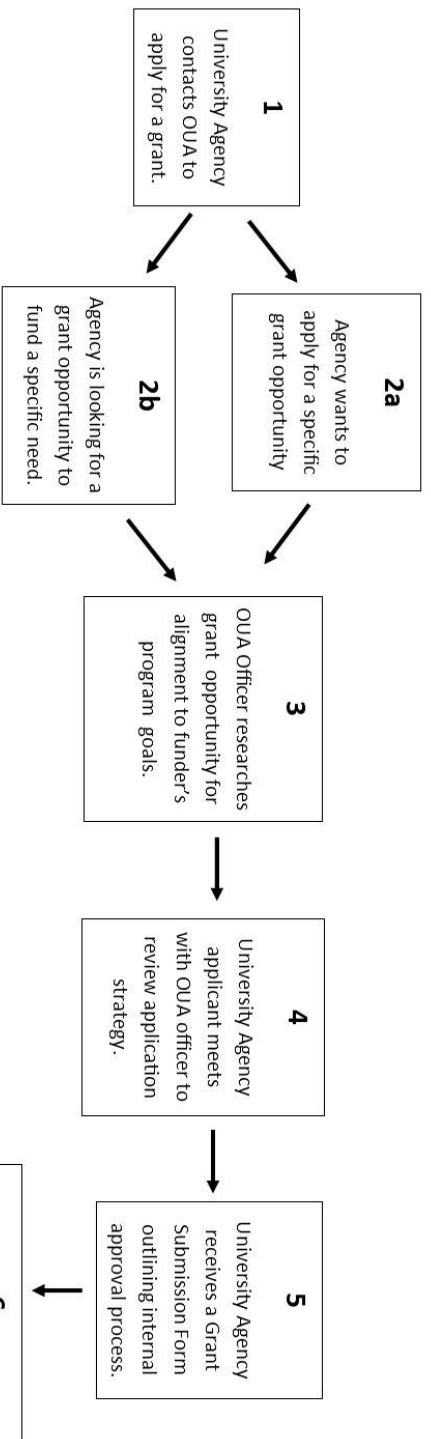 1
University Agency
contacts OUA to
apply for a grant.
2a
Agency wants to
apply for a specific
grant opportunity
2b
Agency is looking for a
grant opportunity to
fund a specific need.
3
OUA Officer researches
grant opportunity for
alignment to funder’s
program goals.
4
University Agency
applicant meets
with OUA officer to
review application
strategy.
5
University Agency
receives a Grant
Submission Form
outlining internal
approval process.